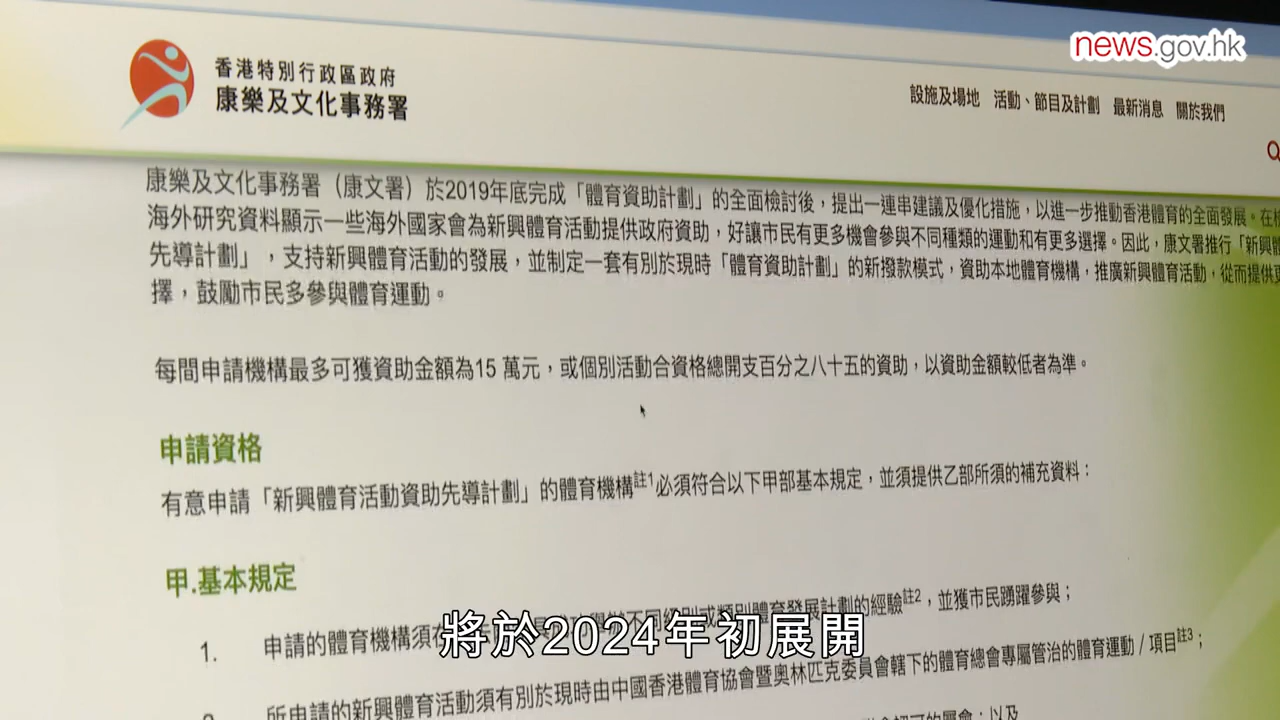 news.gov.hk
香港特別行政區政府
康樂及文化事務署
設施及場地 活動、節目及計劃 最新消息 關於我們
康樂及文化事務署（康文署）於2019年底完成「體育資助計劃」的全面檢討後，提出一連串建議及優化措施，以進一步推動香港體育的全面發展。在
海外研究資料顯示一些海外國家會為新興體育活動提供政府資助，好讓市民有更多機會參與不同種類的運動和有更多選擇。因此，康文署推行「新興
先導計劃」，支持新興體育活動的發展，並制定一套有別於現時「體育資助計劃」的新撥款模式，資助本地體育機構，推廣新興體育活動，從而提供
擇，鼓勵市民多參與體育運動。
每間申請機構最多可獲資助金額為15 萬元，或個別活動合資格總開支百分之八十五的資助，以資助金額較低者為準。
申請資格
有意申請「新興體育活動資助先導計劃」的體育機構註1必須符合以下甲部基本規定，並須提供乙部所須的補充資料：
甲.基本規定
1. 申請的體育機構須有 不同級別或類別體育發展計劃的經驗註2，並獲市民踴躍參與；
將於2024年初展開
所申請的新興體育活動須有別於現時由中國香港體育協會暨奧林匹克委員會轄下的體育總會專屬管治的體育運動 / 項目註3；
的屬會；以及